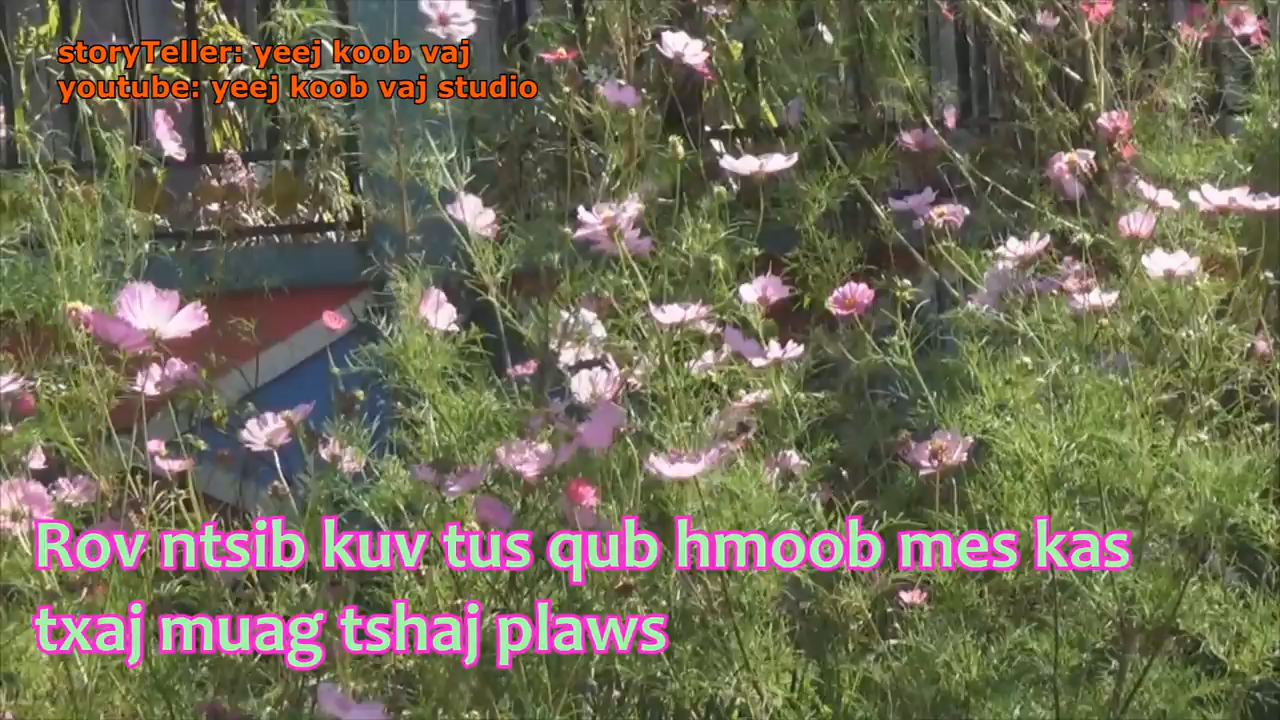 storyTeller: yeej koob vaj
youtube: yeej koob vaj studio
Rov ntsib kuv tus qub hmoob mes kas
txaj muag tshaj plaws